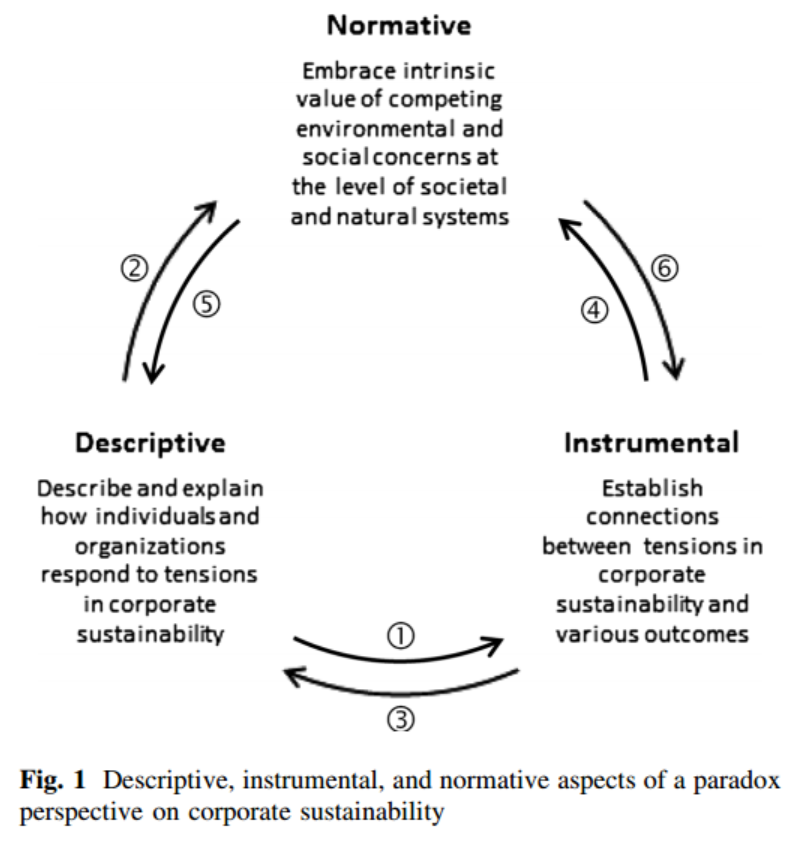 Normative
Embrace intrinsic
value of competing
environmental and
social concerns at
the level of societal
and natural systems
②
⑤
⑥
④
Descriptive
Describe and explain
how individuals and
organizations
respond to tensions
in corporate
sustainability
Instrumental
Establish
connections
between tensions in
corporate
sustainability and
various outcomes
①
③
Fig. 1 Descriptive, instrumental, and normative aspects of a paradox
perspective on corporate sustainability